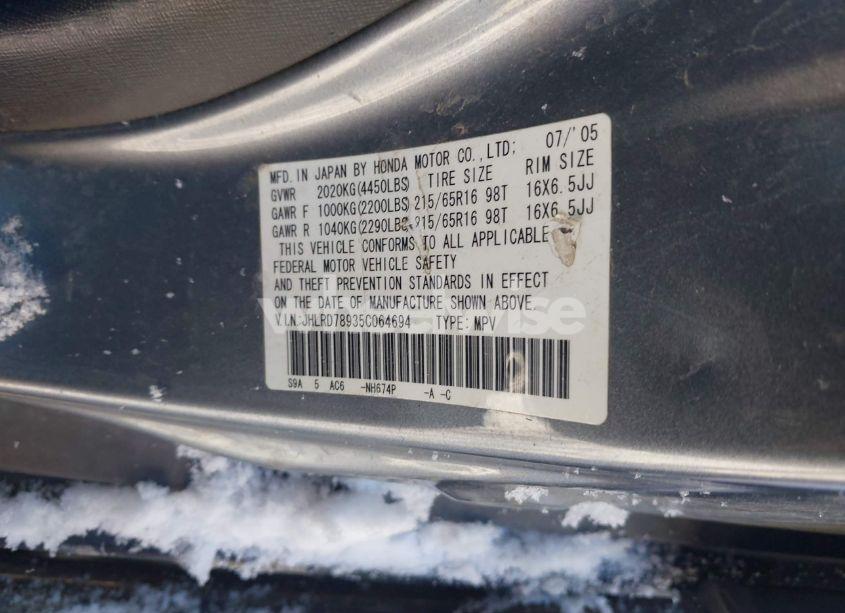 MFD. IN JAPAN BY HONDA MOTOR CO., LTD: 07/'05
GVWR 2020KG(4450LBS) TIRE SIZE RIM SIZE
GAWR F 1000KG(2200LBS) 215/65R16 98T 16X6.5JJ
GAWR R 1040KG(2290LBS) 215/65R16 98T 16X6.5JJ
THIS VEHICLE CONFORMS TO ALL APPLICABLE
FEDERAL MOTOR VEHICLE SAFETY
AND THEFT PREVENTION STANDARDS IN EFFECT
ON THE DATE OF MANUFACTURE SHOWN ABOVE.
V.I.N:JHLRD78935C064694 TYPE: MPV
S9A 5 AC6 -NH674P -A -C